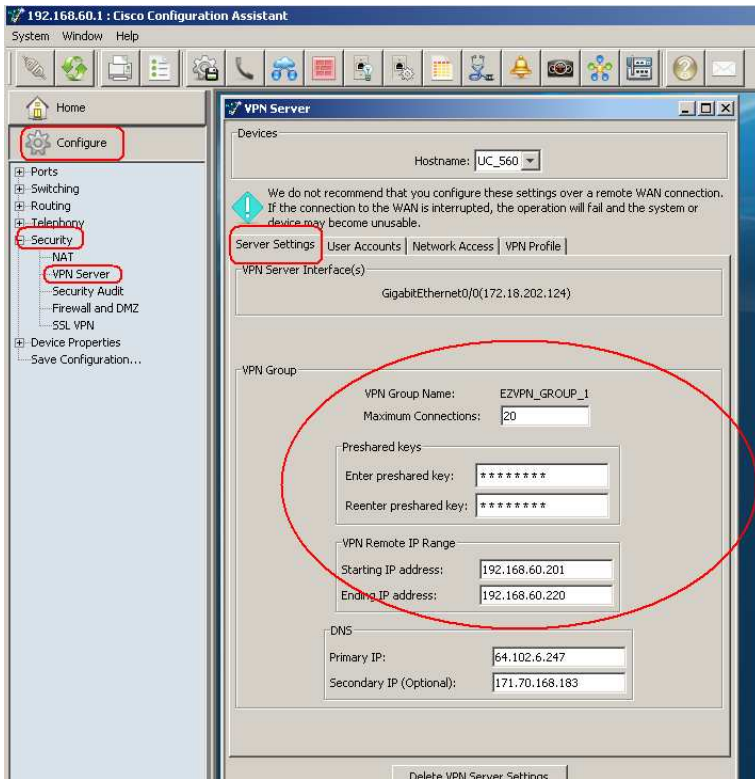 192.168.60.1 : Cisco Configuration Assistant
System Window Help
Home
Configure
Ports
Switching
Routing
Telephony
Security
NAT
VPN Server
Security Audit
Firewall and DMZ
SSL VPN
Device Properties
Save Configuration...
VPN Server
Devices
Hostname: UC_560
We do not recommend that you configure these settings over a remote WAN connection.
If the connection to the WAN is interrupted, the operation will fail and the system or
device may become unusable.
Server Settings User Accounts Network Access VPN Profile
VPN Server Interface(s)
GigabitEthernet0/0(172.18.202.124)
VPN Group
VPN Group Name: EZVPN_GROUP_1
Maximum Connections: 20
Preshared keys
Enter preshared key: ********
Reenter preshared key: ********
VPN Remote IP Range
Starting IP address: 192.168.60.201
Ending IP address: 192.168.60.220
DNS
Primary IP: 64.102.6.247
Secondary IP (Optional): 171.70.168.183
Delete VPN Server Settings